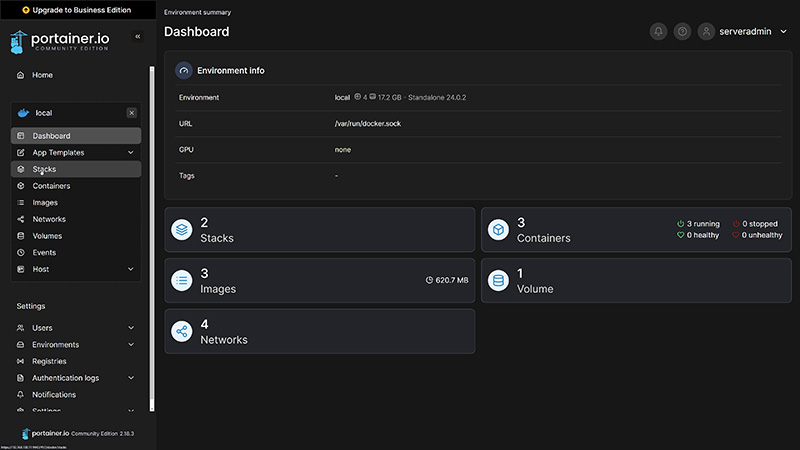 Upgrade to Business Edition
portainer.io
COMMUNITY EDITION
Home
local
Dashboard
App Templates
Stacks
Containers
Images
Networks
Volumes
Events
Host
Settings
Users
Environments
Registries
Authentication logs
Notifications
Settings
portainer.io Community Edition 2.18.3
Environment summary
Dashboard
serveradmin
Environment info
Environment local 4 17.2 GB - Standalone 24.0.2
URL /var/run/docker.sock
GPU none
Tags -
2
Stacks
3
Containers
3 running 0 stopped
0 healthy 0 unhealthy
3
Images
620.7 MB
1
Volume
4
Networks